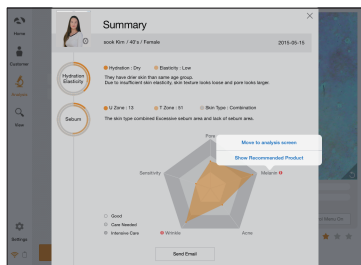 Summary
Home
sook Kim / 40's / Female
2015-05-15
Customer
Hydration : Dry
Elasticity : Low
Hydration
Elasticity
They have drier skin than same age group.
Due to insufficient skin elasticity, skin texture looks loose and pore looks larger.
Analysis
U Zone : 13
T Zone : 51
Skin Type : Combination
Sebum
The skin type combined Excessive sebum area and lack of sebum area.
View
Pore
Move to analysis screen
Show Recommended Product
Sensitivity
Melanin
Good
Care Needed
Intensive Care
Wrinkle
Acne
Settings
Send Email